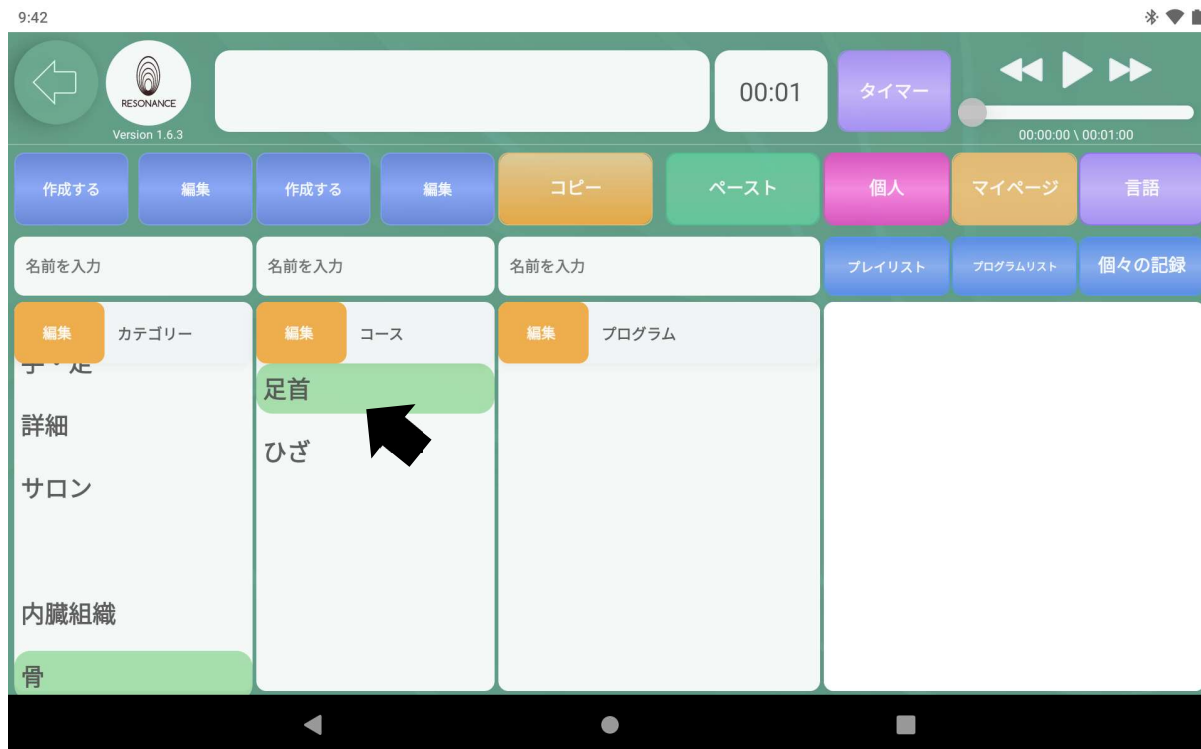 9:42
RESONANCE
Version 1.6.3
00:01
タイマー
00:00:00 \ 00:01:00
作成する 編集 作成する 編集 コピー ペースト 個人 マイページ 言語
名前を入力 名前を入力 名前を入力 プレイリスト プログラムリスト 個々の記録
編集 カテゴリー 編集 コース 編集 プログラム
足首
詳細
ひざ
サロン
内臓組織
骨